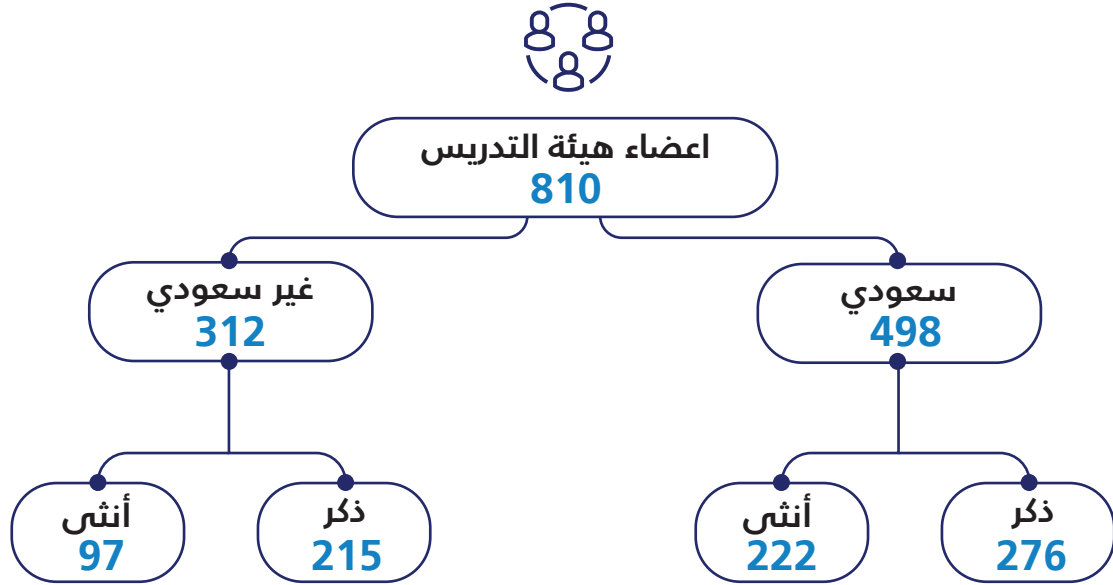 اعضاء هيئة التدريس
810
سعودي
498
غير سعودي
312
ذكر
276
أنثى
222
ذكر
215
أنثى
97